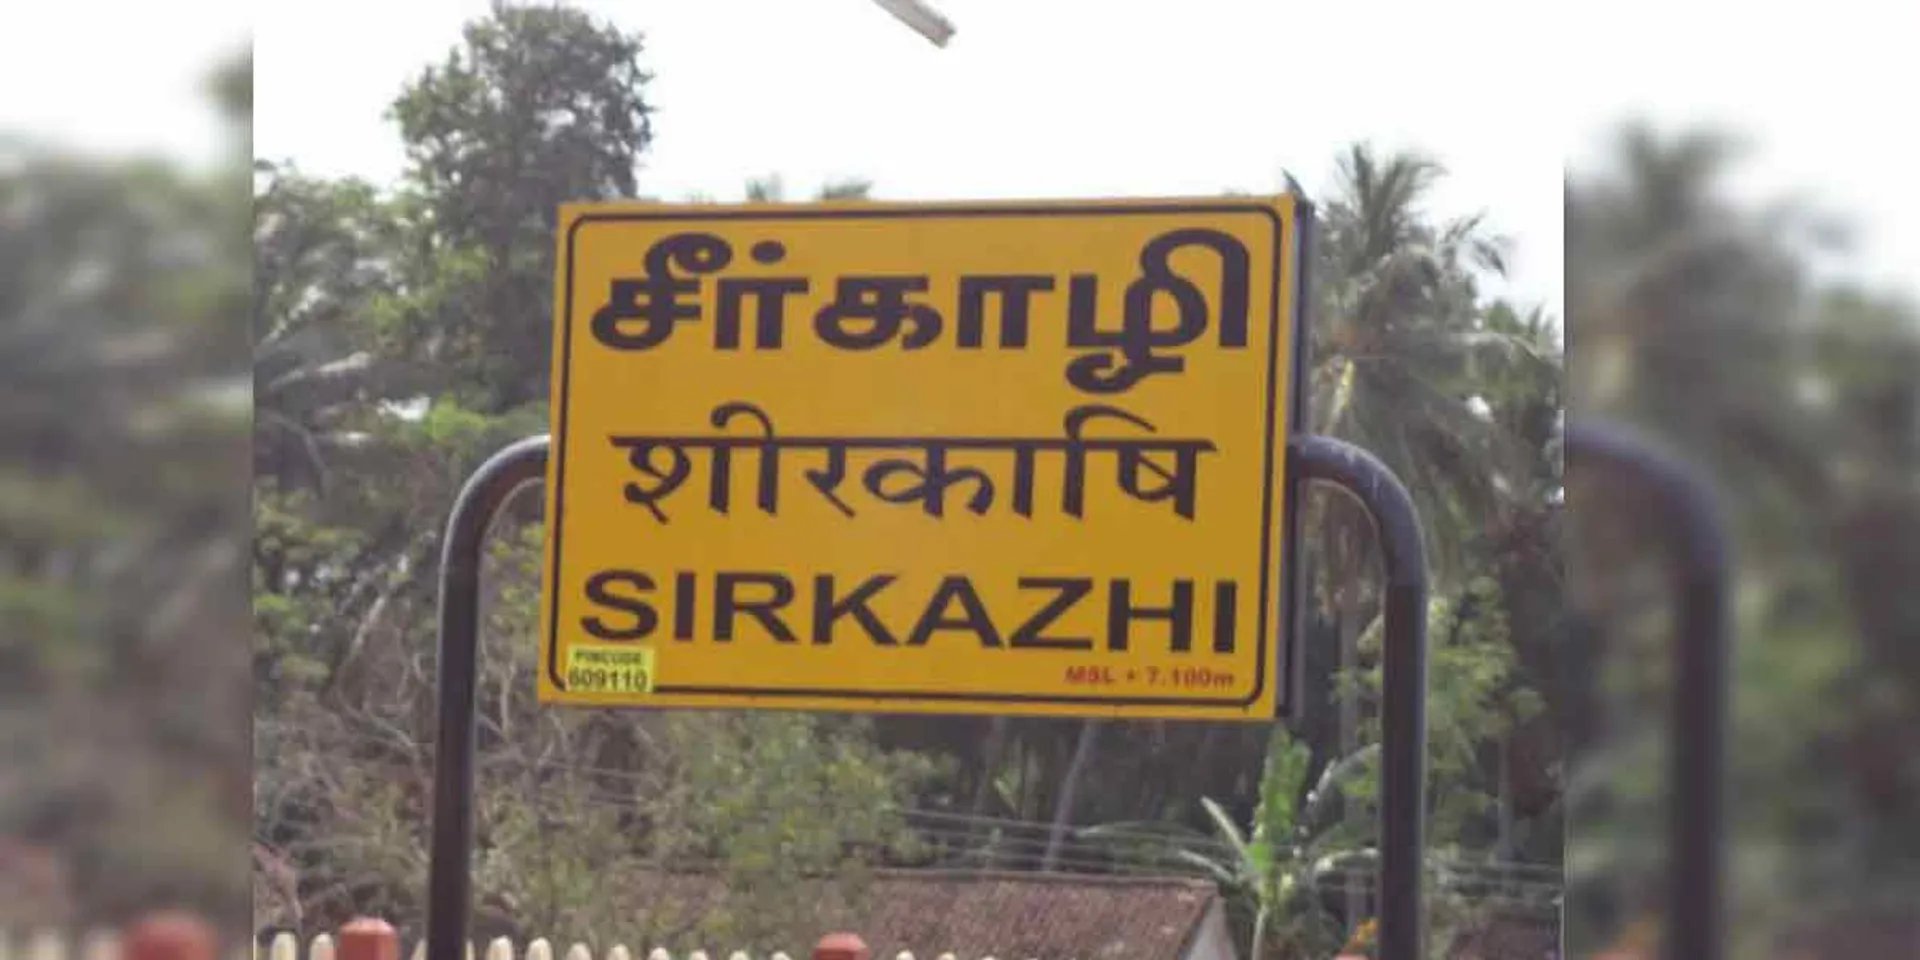 சீர்காழி
शीरकाषि
SIRKAZHI
PINCODE
609110
MSL + 7.100m